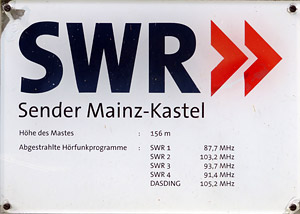 SWR
Sender Mainz-Kastel
Höhe des Mastes : 156 m
Abgestrahlte Hörfunkprogramme : SWR 1 87,7 MHz
SWR 2 103,2 MHz
SWR 3 93,7 MHz
SWR 4 91,4 MHz
DASDING 105,2 MHz